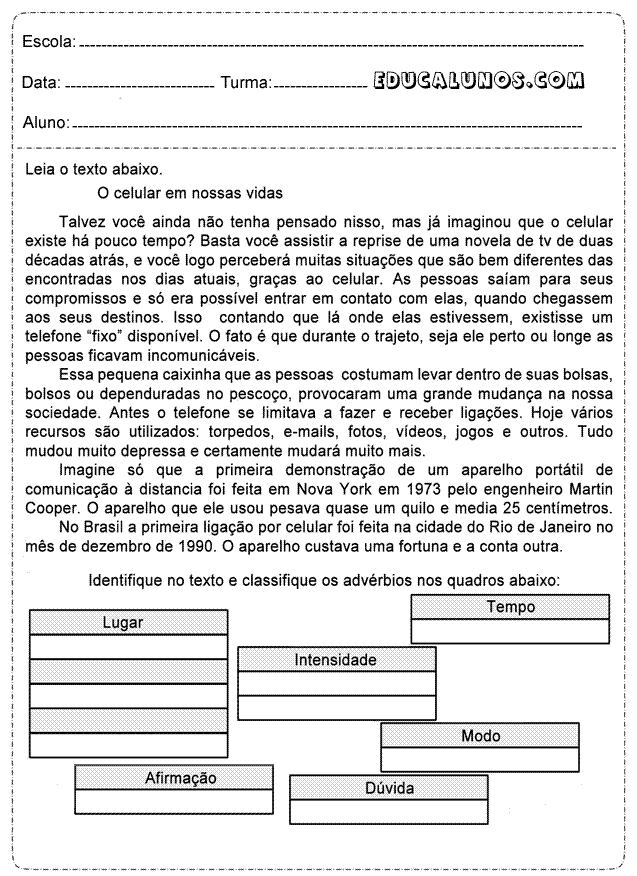 Escola:
Data: Turma: EDUCALUNOS.COM
Aluno:
Leia o texto abaixo.
O celular em nossas vidas
Talvez você ainda não tenha pensado nisso, mas já imaginou que o celular
existe há pouco tempo? Basta você assistir a reprise de uma novela de tv de duas
décadas atrás, e você logo perceberá muitas situações que são bem diferentes das
encontradas nos dias atuais, graças ao celular. As pessoas saíam para seus
compromissos e só era possível entrar em contato com elas, quando chegassem
aos seus destinos. Isso contando que lá onde elas estivessem, existisse um
telefone “fixo” disponível. O fato é que durante o trajeto, seja ele perto ou longe as
pessoas ficavam incomunicáveis.
Essa pequena caixinha que as pessoas costumam levar dentro de suas bolsas,
bolsos ou dependuradas no pescoço, provocaram uma grande mudança na nossa
sociedade. Antes o telefone se limitava a fazer e receber ligações. Hoje vários
recursos são utilizados: torpedos, e-mails, fotos, vídeos, jogos e outros. Tudo
mudou muito depressa e certamente mudará muito mais.
Imagine só que a primeira demonstração de um aparelho portátil de
comunicação à distancia foi feita em Nova York em 1973 pelo engenheiro Martin
Cooper. O aparelho que ele usou pesava quase um quilo e media 25 centímetros.
No Brasil a primeira ligação por celular foi feita na cidade do Rio de Janeiro no
mês de dezembro de 1990. O aparelho custava uma fortuna e a conta outra.
Identifique no texto e classifique os advérbios nos quadros abaixo:
Tempo
Lugar
Intensidade
Modo
Afirmação
Dúvida